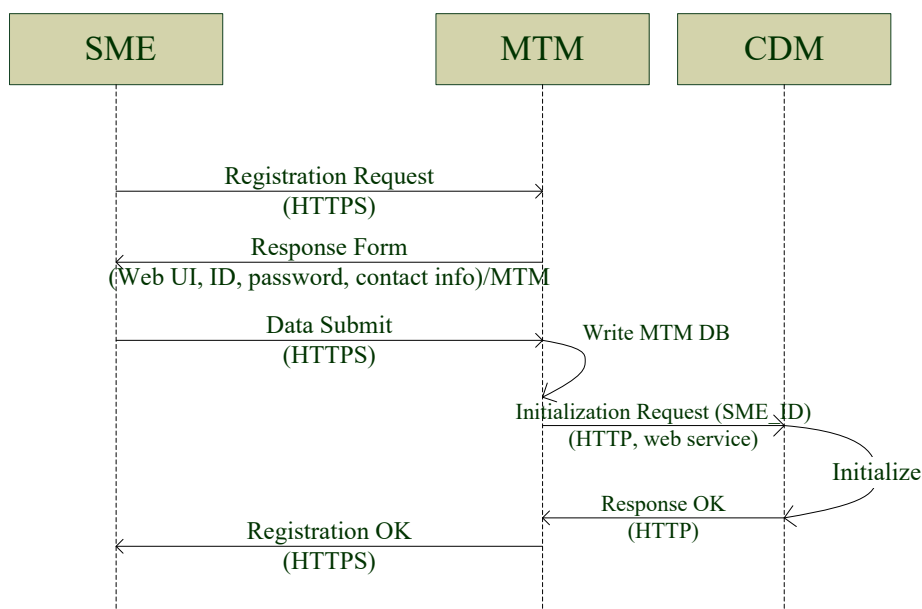 SME
MTM
CDM
Registration Request
(HTTPS)
Response Form
(Web UI, ID, password, contact info)/MTM
Data Submit
(HTTPS)
Write MTM DB
Initialization Request (SME_ID)
(HTTP, web service)
Initialize
Response OK
(HTTP)
Registration OK
(HTTPS)